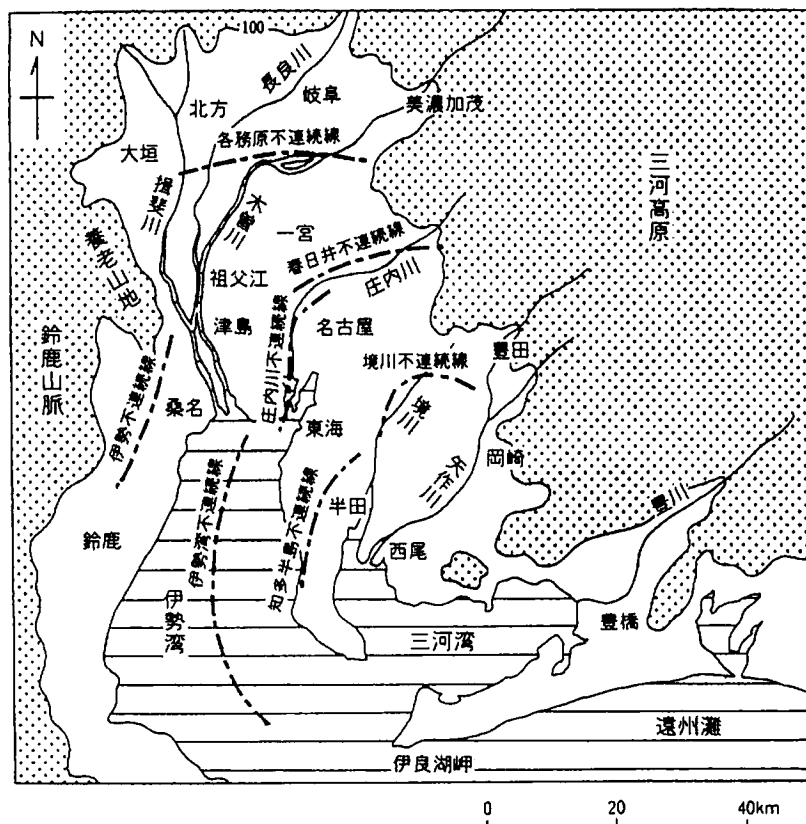 N
100
長良川
岐阜
北方
美濃加茂
大垣
各務原不連続線
揖斐川
木曽川
三河高原
養老山地
一宮
春日井不連続線
祖父江
庄内川
津島
名古屋
庄内川不連続線
鈴鹿山脈
境川不連続線
豊田
伊勢不連続線
桑名
東海
境川
岡崎
矢作川
豊川
鈴鹿
伊勢湾不連続線
知多半島不連続線
半田
西尾
伊勢湾
三河湾
豊橋
遠州灘
伊良湖岬
0 20 40km